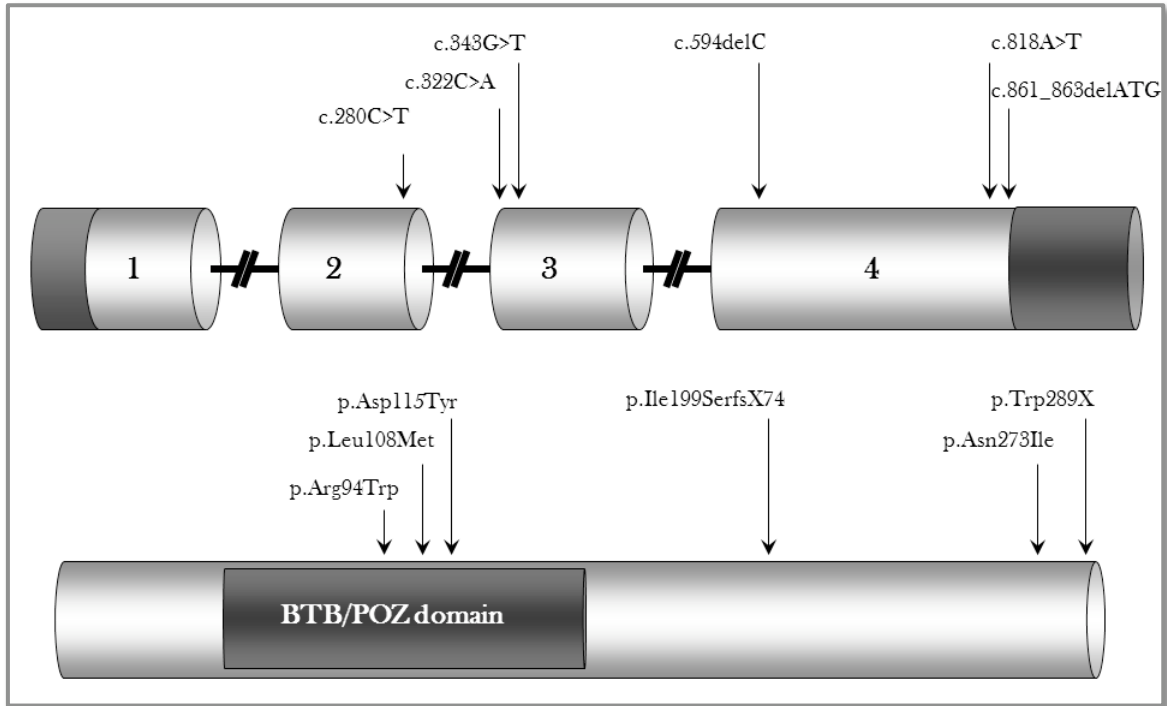 c.343G>T
c.594delC
c.818A>T
c.322C>A
c.861_863delATG
c.280C>T
1
2
3
4
p.Asp115Tyr
p.Ile199SerfsX74
p.Trp289X
p.Leu108Met
p.Asn273Ile
p.Arg94Trp
BTB/POZ domain